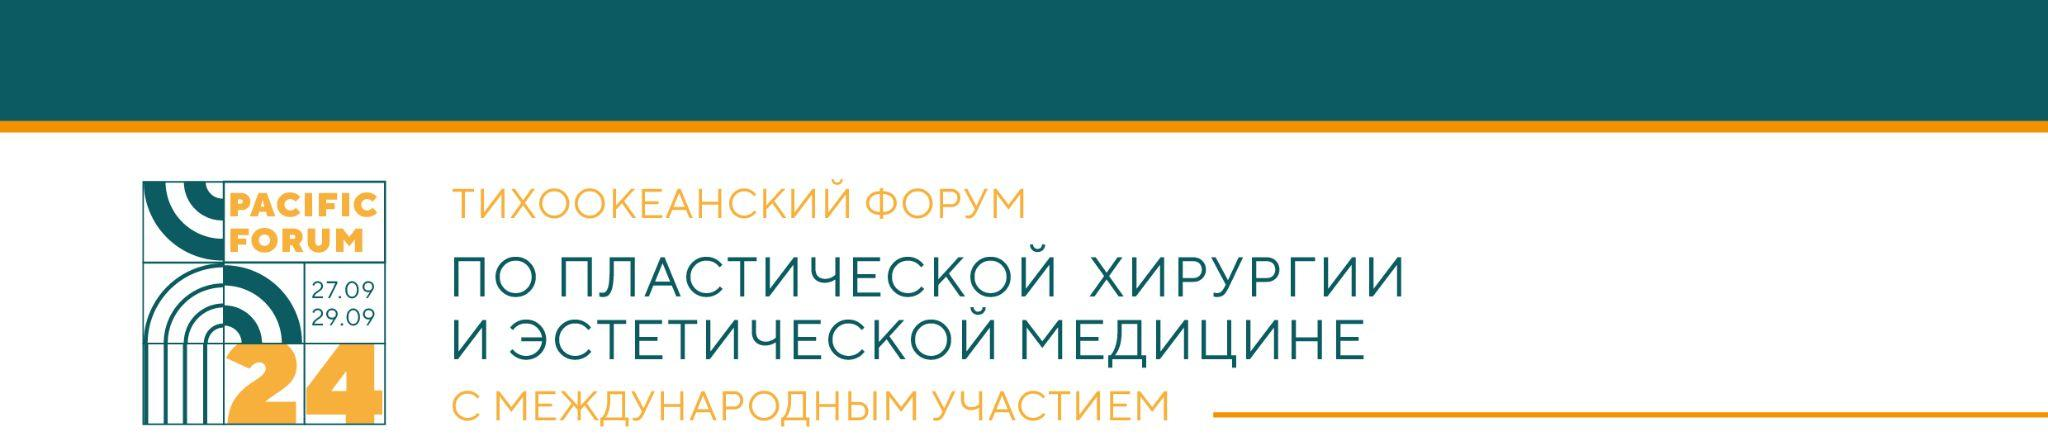 PACIFIC
FORUM
27.09
29.09
24
ТИХООКЕАНСКИЙ ФОРУМ
ПО ПЛАСТИЧЕСКОЙ ХИРУРГИИ
И ЭСТЕТИЧЕСКОЙ МЕДИЦИНЕ
С МЕЖДУНАРОДНЫМ УЧАСТИЕМ